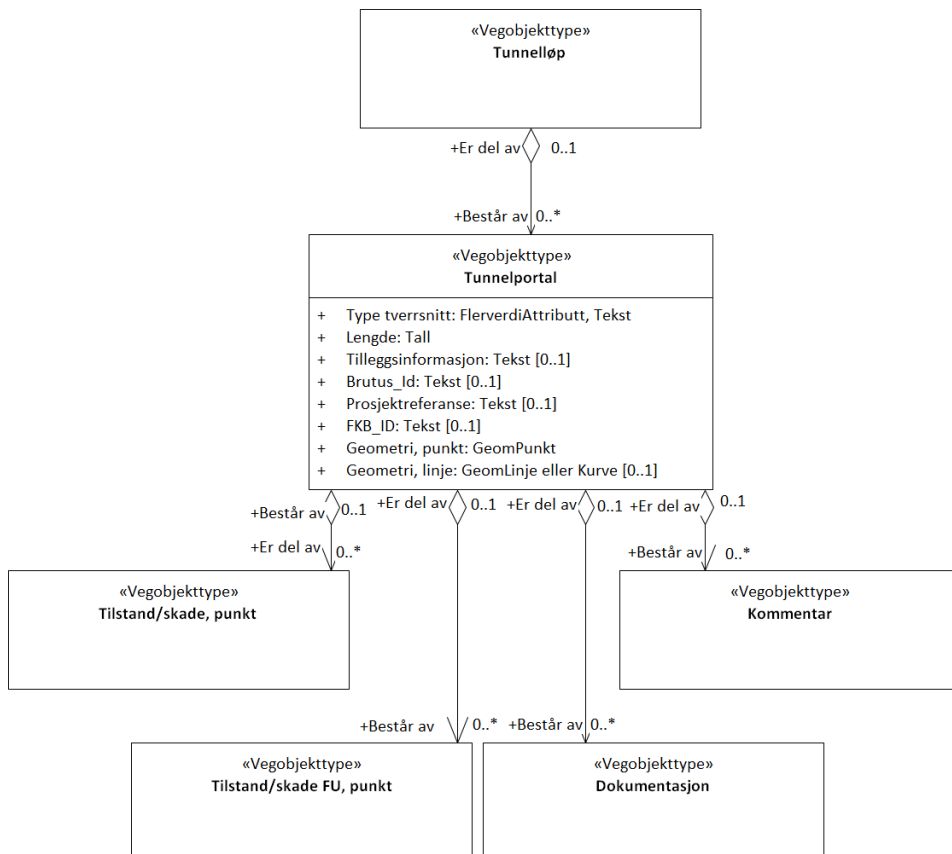 «Vegobjekttype»
Tunnelløp
+Er del av 0..1
+Består av 0..*
«Vegobjekttype»
Tunnelportal
+ Type tverrsnitt: FlerverdiAttributt, Tekst
+ Lengde: Tall
+ Tilleggsinformasjon: Tekst [0..1]
+ Brutus_Id: Tekst [0..1]
+ Prosjektreferanse: Tekst [0..1]
+ FKB_ID: Tekst [0..1]
+ Geometri, punkt: GeomPunkt
+ Geometri, linje: GeomLinje eller Kurve [0..1]
+Består av 0..1 +Er del av 0..1 +Er del av 0..1 +Er del av 0..1
+Er del av 0..* +Består av 0..*
«Vegobjekttype»
Tilstand/skade, punkt
«Vegobjekttype»
Kommentar
+Består av 0..* +Består av 0..*
«Vegobjekttype»
Tilstand/skade FU, punkt
«Vegobjekttype»
Dokumentasjon